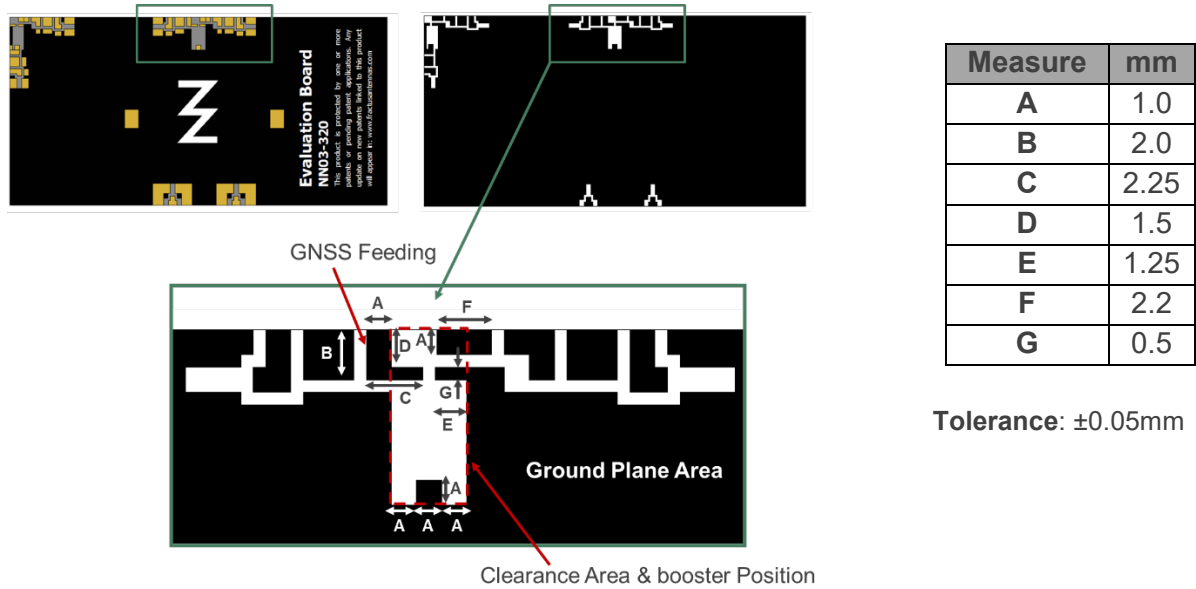 Evaluation Board
NN03-320
This product is protected by one or more
patents or pending patent applications. Any
update on new patents linked to this product
will appear in: www.fractusantennas.com
Measure mm
A 1.0
B 2.0
C 2.25
D 1.5
E 1.25
F 2.2
G 0.5
Tolerance: ±0.05mm
GNSS Feeding
A
F
B
D
A
C
G
E
Ground Plane Area
A
A A A
Clearance Area & booster Position